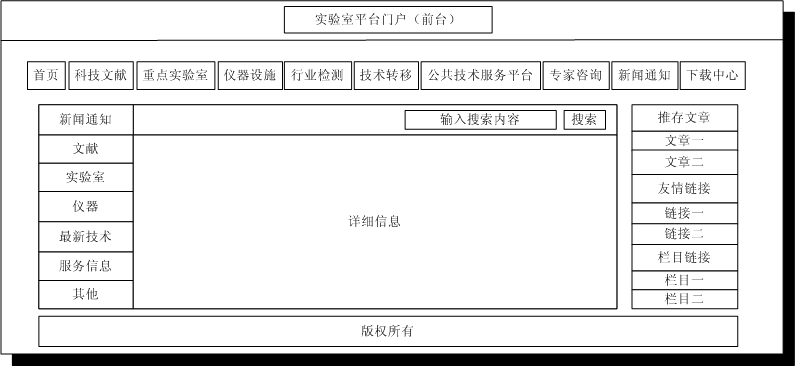 实验室平台门户（前台）
首页 科技文献 重点实验室 仪器设施 行业检测 技术转移 公共技术服务平台 专家咨询 新闻通知 下载中心
新闻通知 输入搜索内容 搜索
文献
实验室
仪器
最新技术
服务信息
其他
详细信息
推存文章
文章一
文章二
友情链接
链接一
链接二
栏目链接
栏目一
栏目二
版权所有